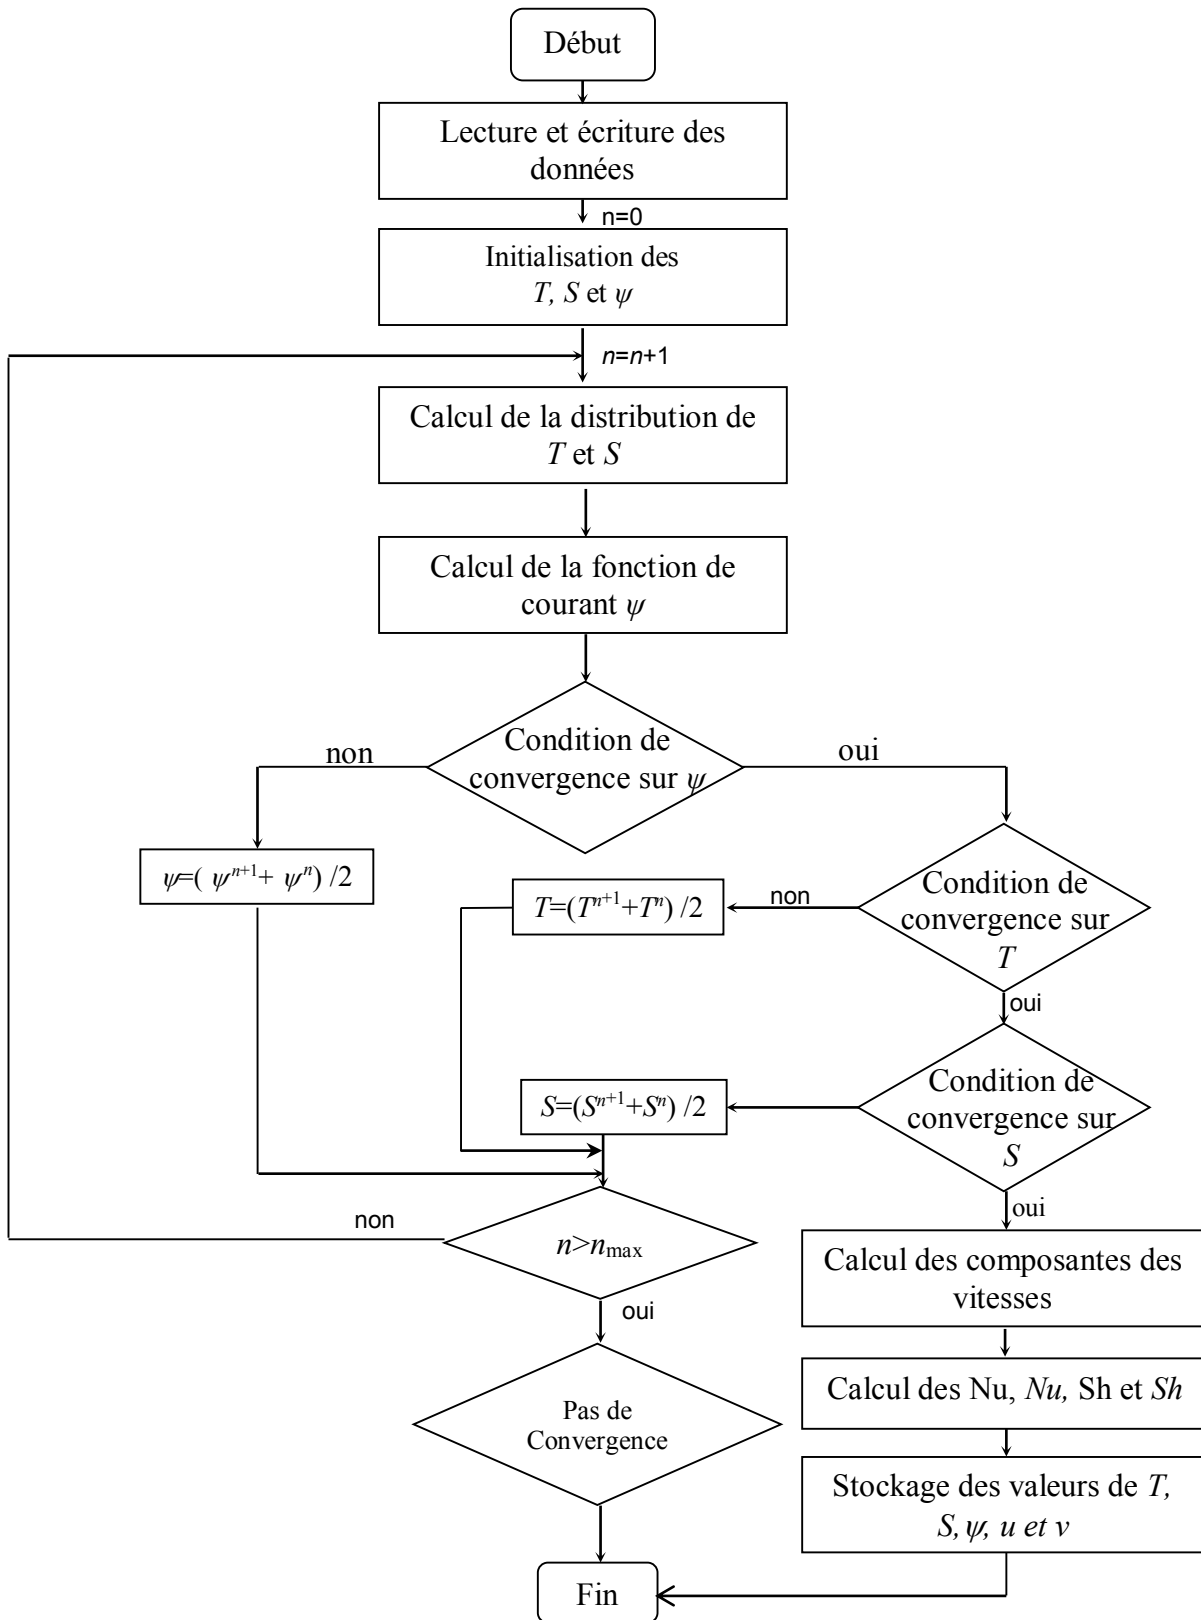 Début
Lecture et écriture des
données
n=0
Initialisation des
T, S et ψ
n=n+1
Calcul de la distribution de
T et S
Calcul de la fonction de
courant ψ
non
Condition de
convergence sur ψ
oui
ψ=( ψⁿ⁺¹+ ψⁿ) /2
T=(Tⁿ⁺¹+Tⁿ) /2
non
Condition de
convergence sur
T
oui
S=(Sⁿ⁺¹+Sⁿ) /2
Condition de
convergence sur
S
oui
non
n>nmax
oui
Calcul des composantes des
vitesses
Calcul des Nu, Nu, Sh et Sh
Pas de
Convergence
Stockage des valeurs de T,
S, ψ, u et v
Fin